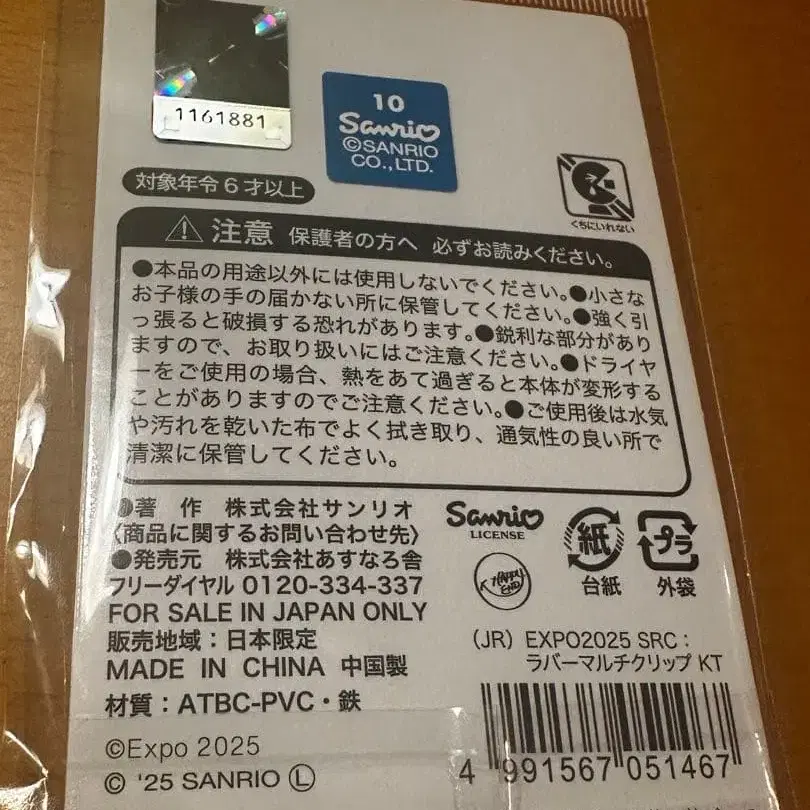 1161881
10
Sanrio
©SANRIO
CO.,LTD.
対象年令6才以上
くちにいれない
注意 保護者の方へ 必ずお読みください。
●本品の用途以外には使用しないでください。●小さな
お子様の手の届かない所に保管してください。●強く引
っ張ると破損する恐れがあります。●鋭利な部分があり
ますので、お取り扱いにはご注意ください。●ドライヤ
ーをご使用の場合、熱をあて過ぎると本体が変形する
ことがありますのでご注意ください。●ご使用後は水気
や汚れを乾いた布でよく拭き取り、通気性の良い所で
清潔に保管してください。
●著 作 株式会社サンリオ
〈商品に関するお問い合わせ先〉
●発売元 株式会社あすなろ舎
フリーダイヤル 0120-334-337
FOR SALE IN JAPAN ONLY
販売地域：日本限定
MADE IN CHINA 中国製
材質：ATBC-PVC・鉄
©Expo 2025
© '25 SANRIO Ⓛ
Sanrio
LICENSE
HAPPY
END
紙
台紙
プラ
外袋
(JR) EXPO2025 SRC：
ラバーマルチクリップ KT
4 991567 051467